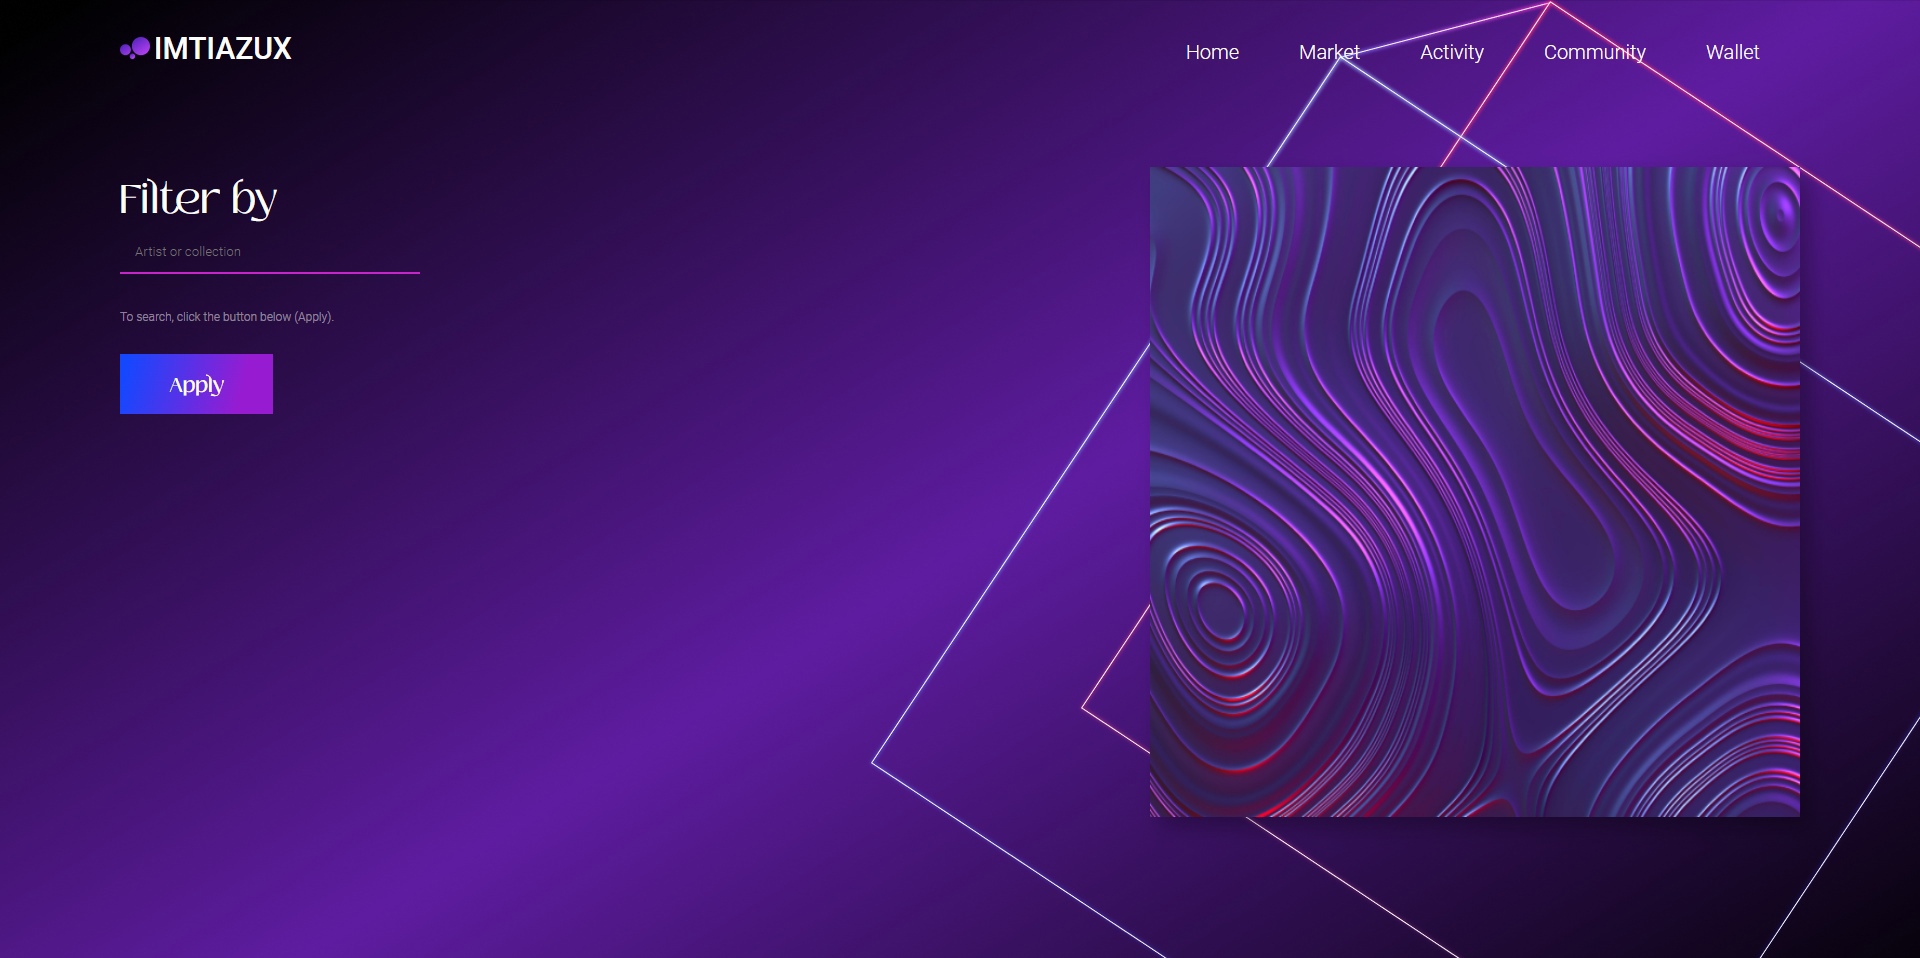 IMTIAZUX
Home Market Activity Community Wallet
Filter by
Artist or collection
To search, click the button below (Apply).
Apply